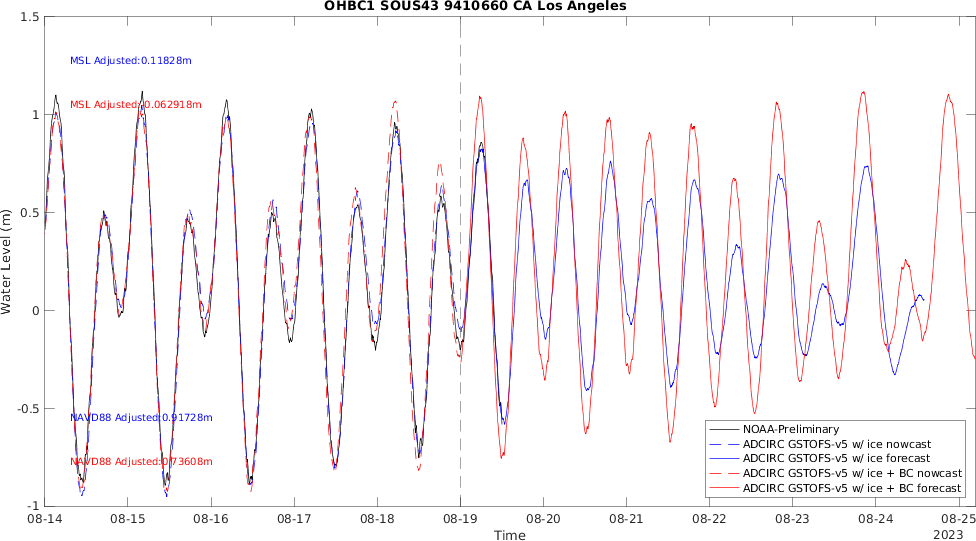 OHBC1 SOUS43 9410660 CA Los Angeles
1.5
1
0.5
0
-0.5
-1
Water Level (m)
MSL Adjusted:0.11828m
MSL Adjusted:0.062918m
NAVD88 Adjusted:0.91728m
NAVD88 Adjusted:0.73608m
NOAA-Preliminary
ADCIRC GSTOFS-v5 w/ ice nowcast
ADCIRC GSTOFS-v5 w/ ice forecast
ADCIRC GSTOFS-v5 w/ ice + BC nowcast
ADCIRC GSTOFS-v5 w/ ice + BC forecast
08-14 08-15 08-16 08-17 08-18 08-19 08-20 08-21 08-22 08-23 08-24 08-25
Time
2023